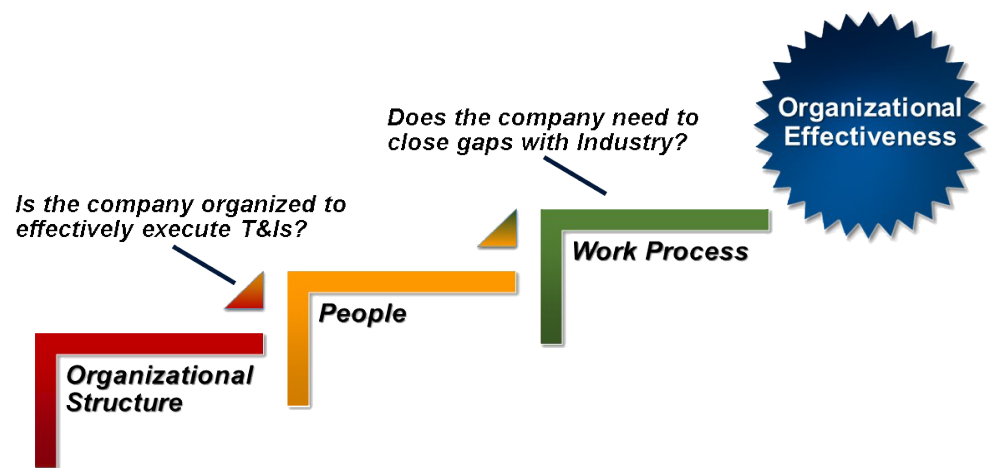 Organizational
Effectiveness
Does the company need to
close gaps with Industry?
Is the company organized to
effectively execute T&Is?
Work Process
People
Organizational
Structure